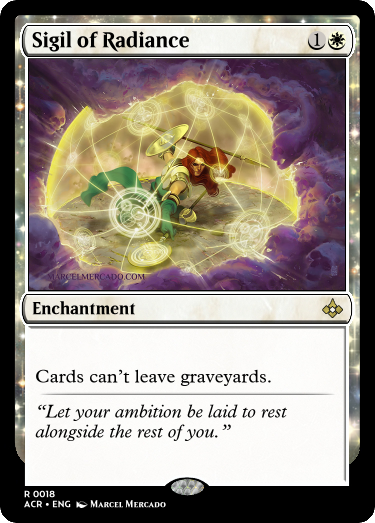 Sigil of Radiance 1
MARCELMERCADO.COM
Enchantment
Cards can't leave graveyards.
“Let your ambition be laid to rest
alongside the rest of you.”
R 0018
ACR • ENG Marcel Mercado